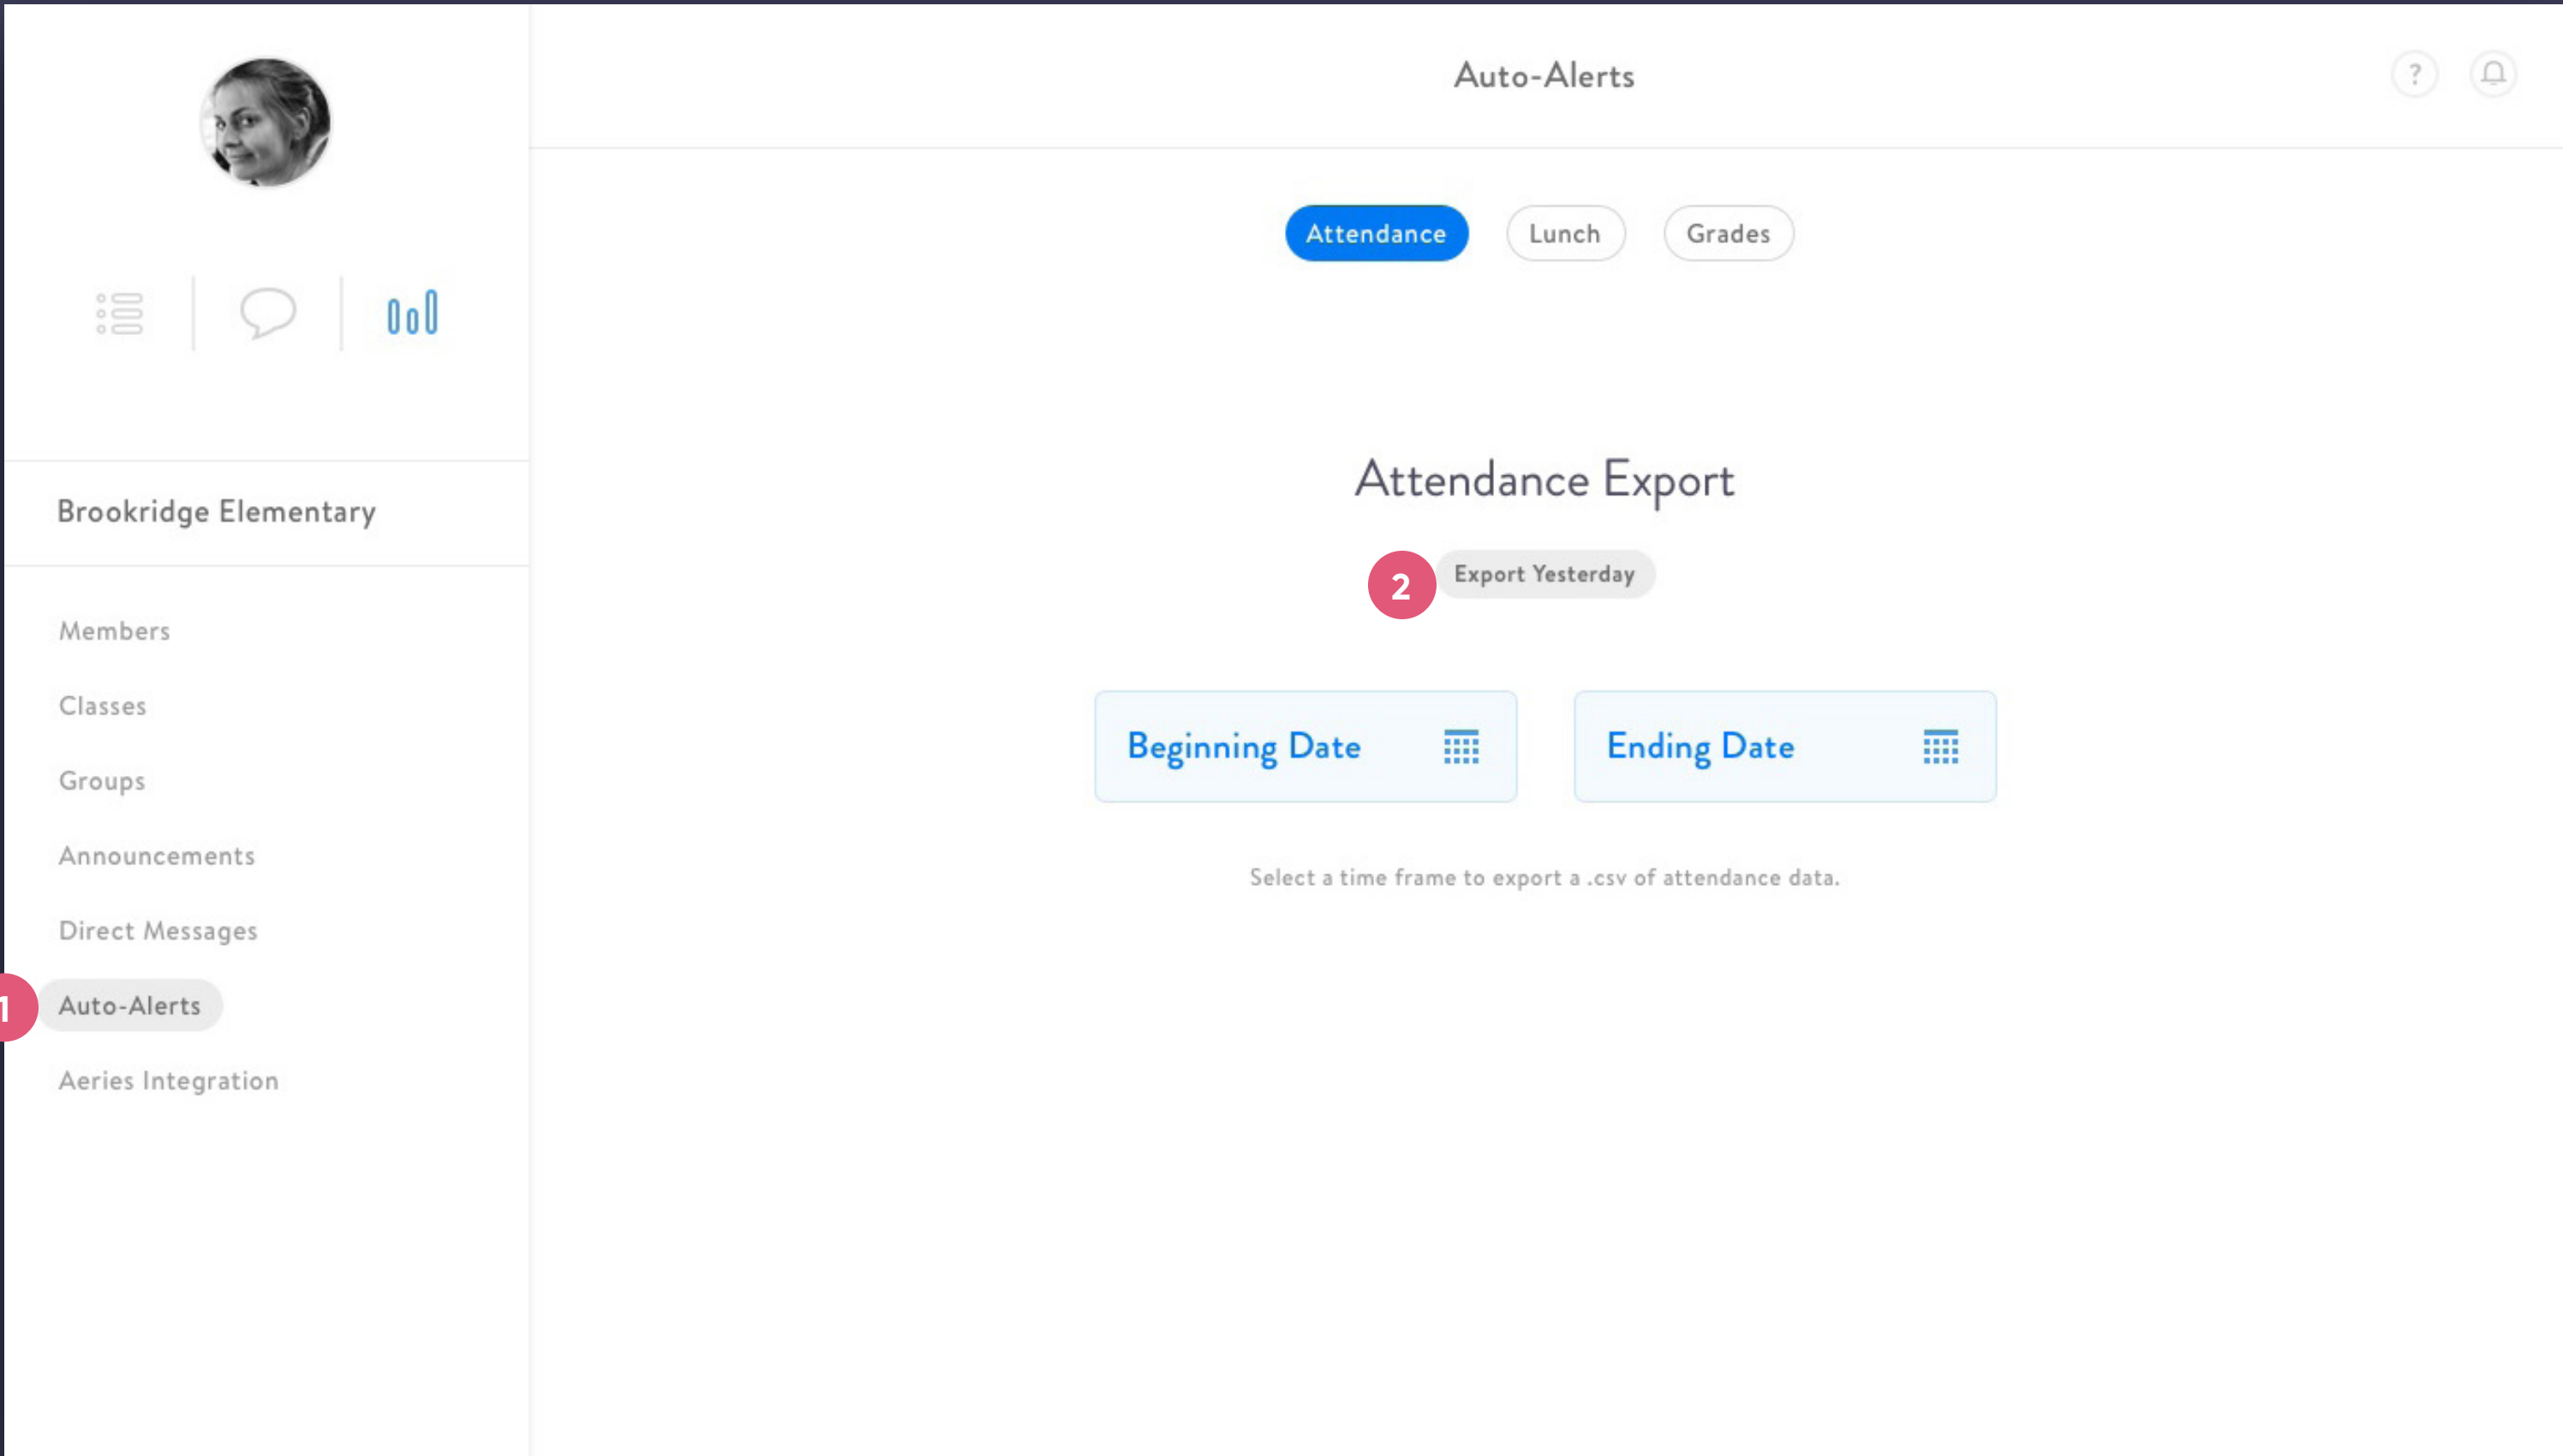 Auto-Alerts
?
Attendance
Lunch
Grades
Brookridge Elementary
Members
Classes
Groups
Announcements
Direct Messages
1
Auto-Alerts
Aeries Integration
Attendance Export
2
Export Yesterday
Beginning Date
Ending Date
Select a time frame to export a .csv of attendance data.